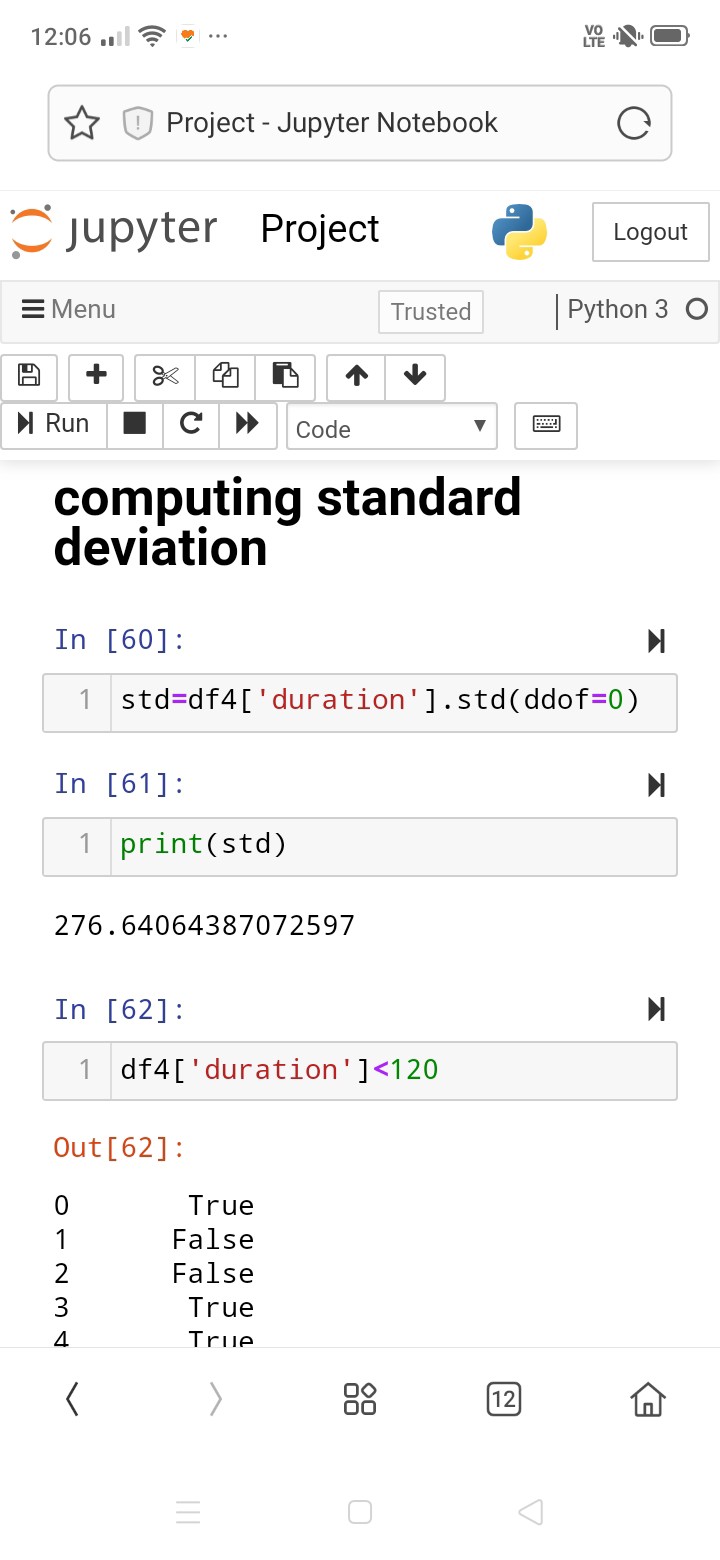 12:06 ... VO LTE
Project - Jupyter Notebook
jupyter Project Logout
Menu Trusted Python 3
Run Code
computing standard
deviation
In [60]:
1 std=df4['duration'].std(ddof=0)
In [61]:
1 print(std)
276.64064387072597
In [62]:
1 df4['duration']<120
Out[62]:
0 True
1 False
2 False
3 True
4 True
12